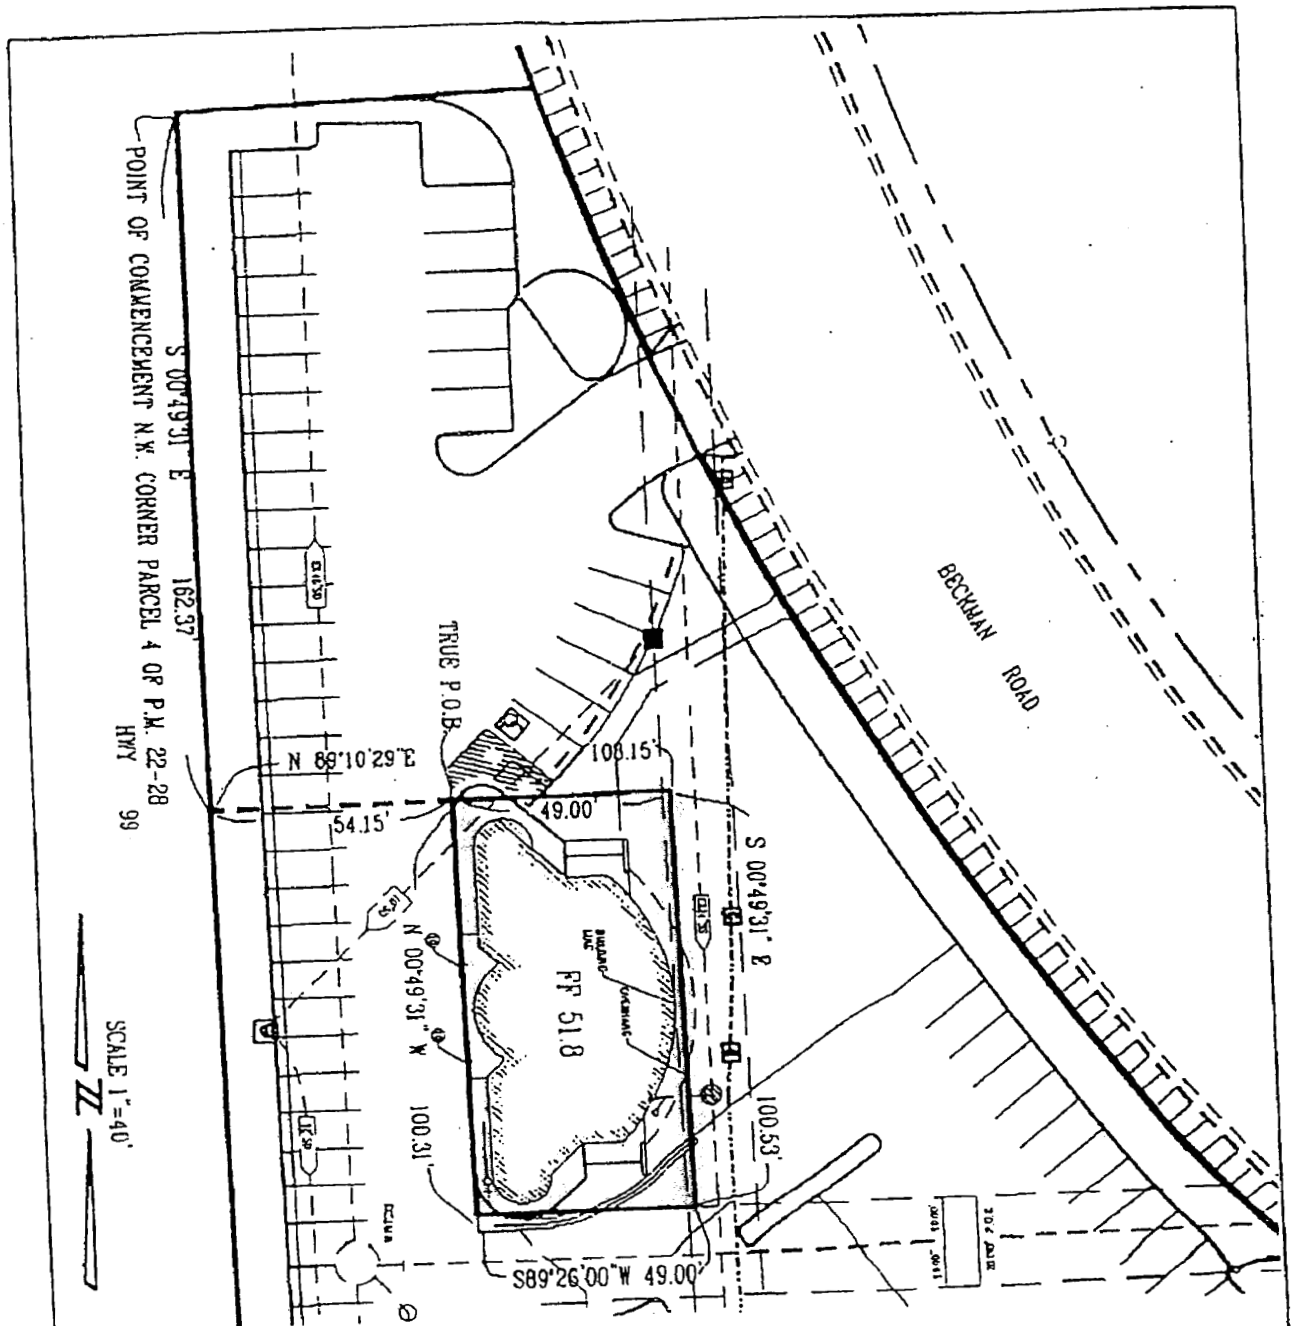 POINT OF COMMENCEMENT N.W. CORNER PARCEL 4 OF P.M. 22-28
S 00°49'31" E
162.37
HWY 99
BECKMAN ROAD
TRUE P.O.B.
N 89°10'29"E
54.15'
49.00'
108.15'
S 00°49'31" E
100.53'
FF 51.8
BUILDING
OVERHANG
N 00°49'31" W
100.31'
S89°26'00"W 49.00'
SCALE 1"=40'
N